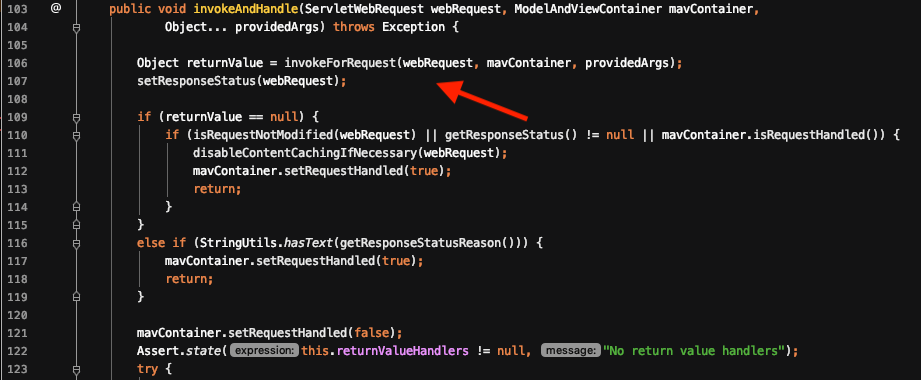 103 @ public void invokeAndHandle(ServletWebRequest webRequest, ModelAndViewContainer mavContainer,
104 Object... providedArgs) throws Exception {
105
106 Object returnValue = invokeForRequest(webRequest, mavContainer, providedArgs);
107 setResponseStatus(webRequest);
108
109 if (returnValue == null) {
110 if (isRequestNotModified(webRequest) || getResponseStatus() != null || mavContainer.isRequestHandled()) {
111 disableContentCachingIfNecessary(webRequest);
112 mavContainer.setRequestHandled(true);
113 return;
114 }
115 }
116 else if (StringUtils.hasText(getResponseStatusReason())) {
117 mavContainer.setRequestHandled(true);
118 return;
119 }
120
121 mavContainer.setRequestHandled(false);
122 Assert.state( expression: this.returnValueHandlers != null, message: "No return value handlers");
123 try {